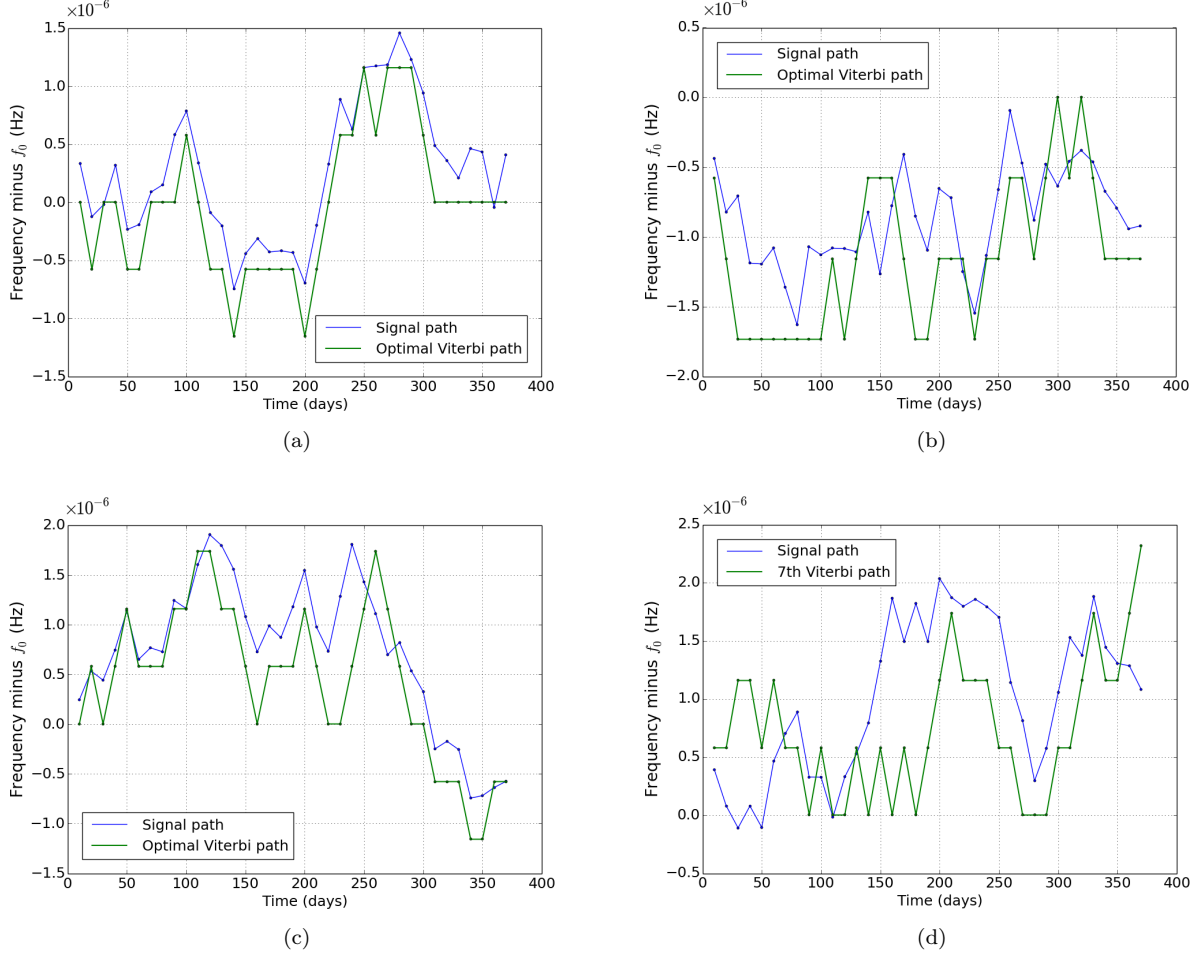 ×10⁻⁶
1.5
1.0
0.5
0.0
−0.5
−1.0
−1.5
Frequency minus f₀ (Hz)
Signal path
Optimal Viterbi path
0 50 100 150 200 250 300 350 400
Time (days)
(a)
×10⁻⁶
0.5
0.0
−0.5
−1.0
−1.5
−2.0
Frequency minus f₀ (Hz)
Signal path
Optimal Viterbi path
0 50 100 150 200 250 300 350 400
Time (days)
(b)
×10⁻⁶
2.0
1.5
1.0
0.5
0.0
−0.5
−1.0
−1.5
Frequency minus f₀ (Hz)
Signal path
Optimal Viterbi path
0 50 100 150 200 250 300 350 400
Time (days)
(c)
×10⁻⁶
2.5
2.0
1.5
1.0
0.5
0.0
−0.5
Frequency minus f₀ (Hz)
Signal path
7th Viterbi path
0 50 100 150 200 250 300 350 400
Time (days)
(d)